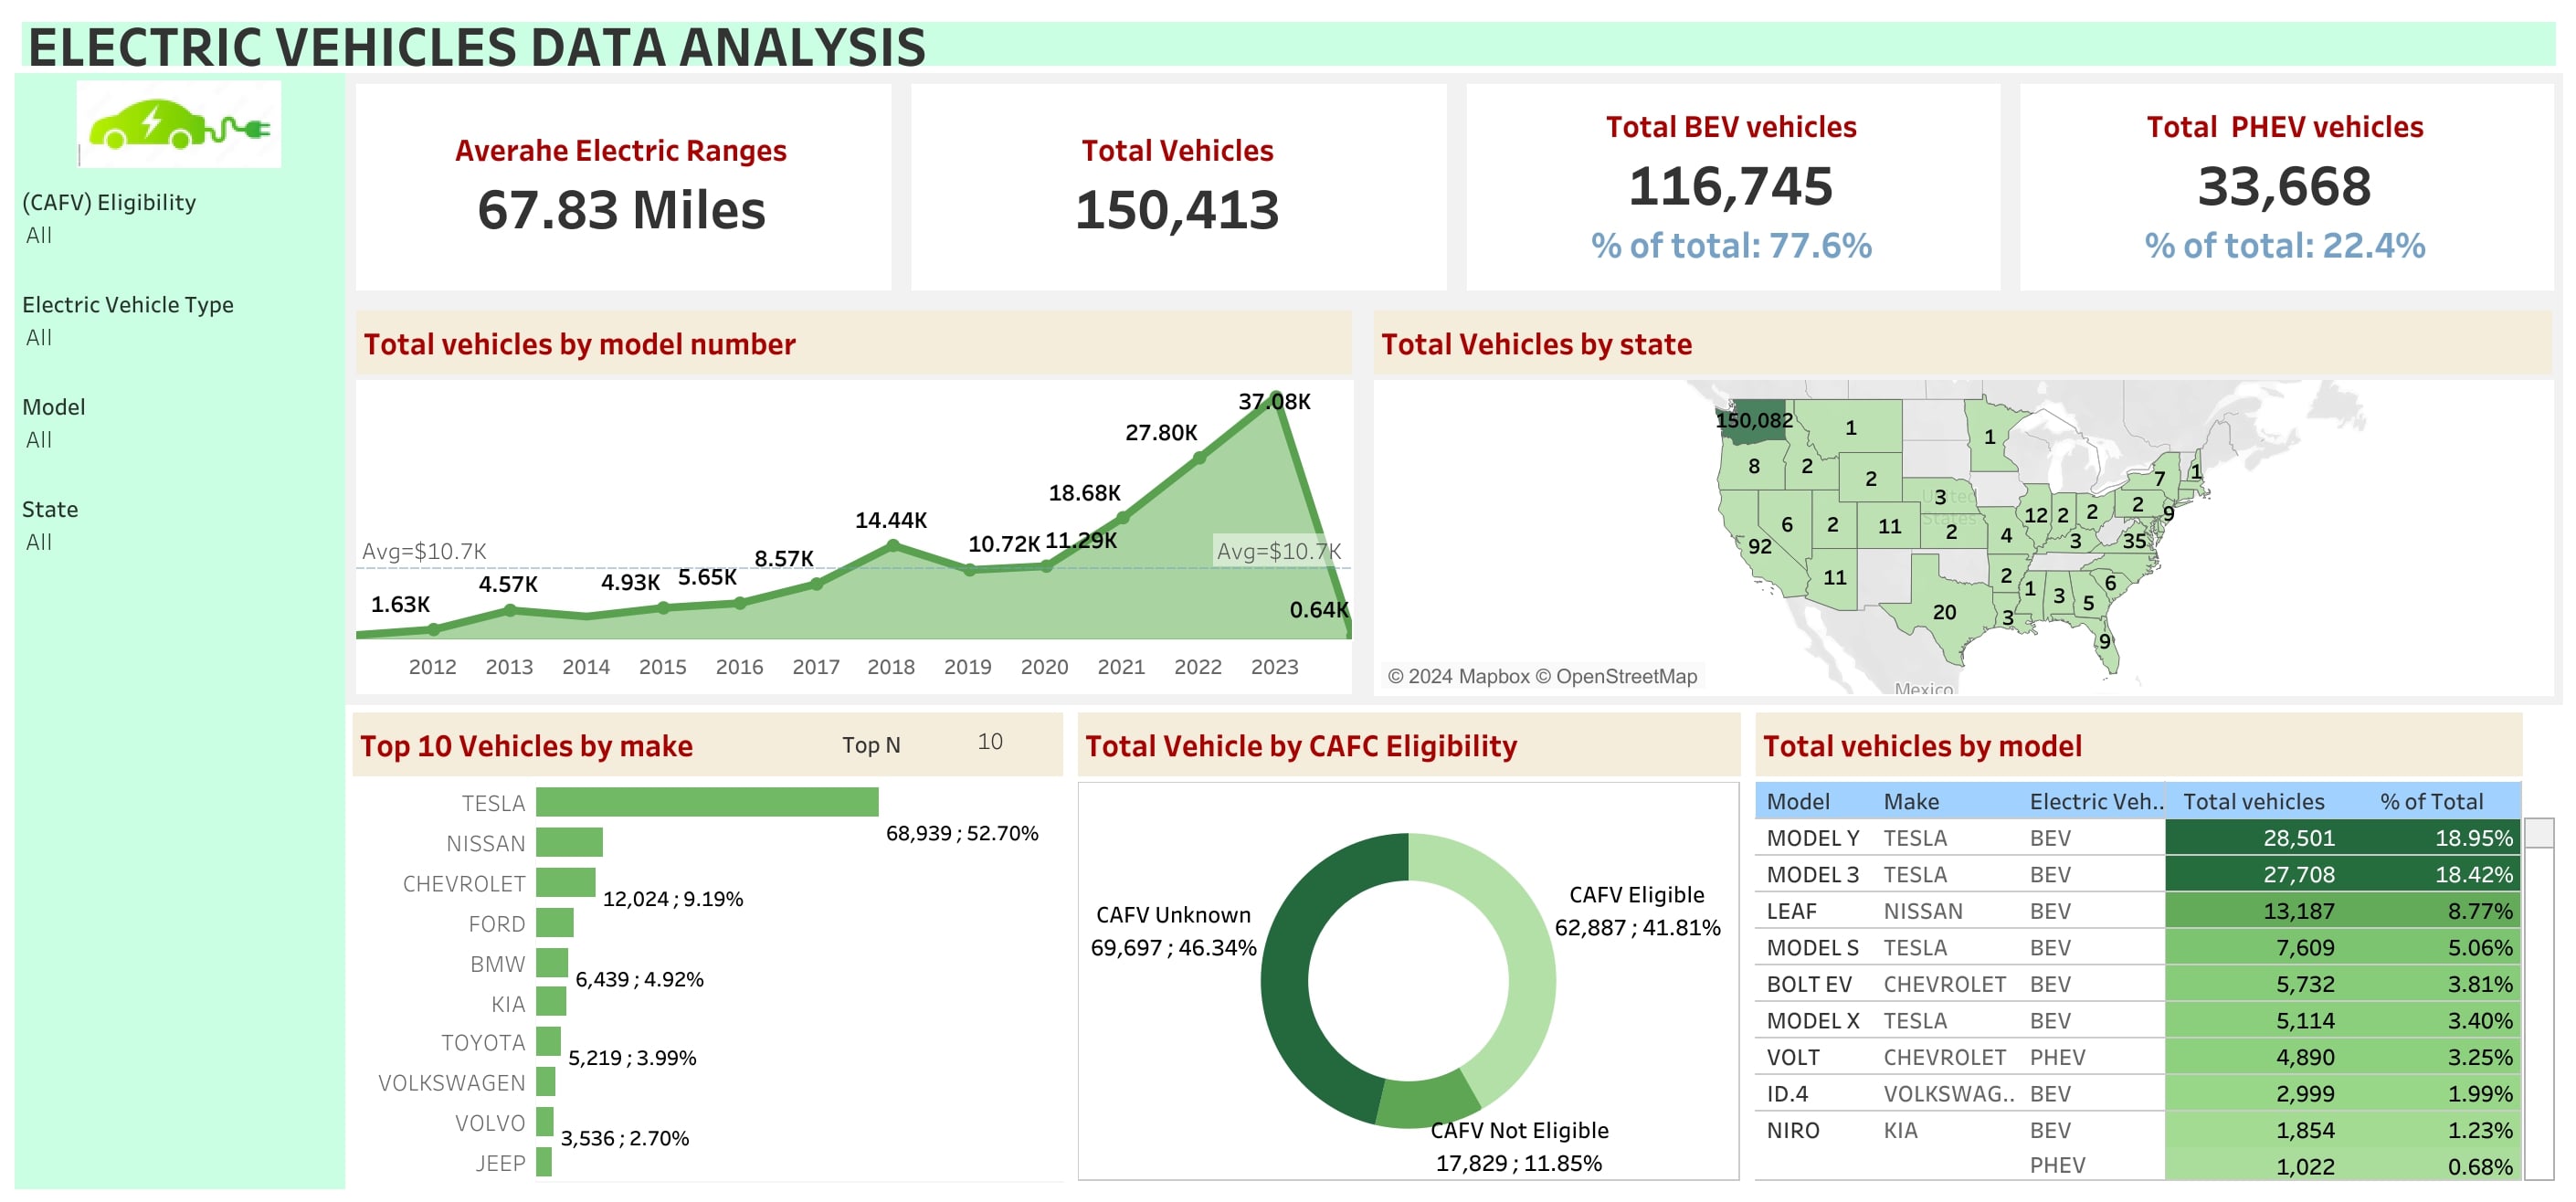 ELECTRIC VEHICLES DATA ANALYSIS
(CAFV) Eligibility
All
Electric Vehicle Type
All
Model
All
State
All
Averahe Electric Ranges
67.83 Miles
Total Vehicles
150,413
Total BEV vehicles
116,745
% of total: 77.6%
Total PHEV vehicles
33,668
% of total: 22.4%
Total vehicles by model number
37.08K
27.80K
18.68K
14.44K
10.72K 11.29K
Avg=$10.7K
Avg=$10.7K
8.57K
4.57K
4.93K
5.65K
1.63K
0.64K
2012 2013 2014 2015 2016 2017 2018 2019 2020 2021 2022 2023
Total Vehicles by state
150,082
1
1
8
2
2
7
1
3
United
States
2
9
6
2
11
2
4
12
2
2
3
35
92
11
2
1
3
5
6
20
3
9
Mexico
© 2024 Mapbox © OpenStreetMap
Top 10 Vehicles by make
Top N
10
TESLA
68,939 ; 52.70%
NISSAN
CHEVROLET
12,024 ; 9.19%
FORD
BMW
6,439 ; 4.92%
KIA
TOYOTA
5,219 ; 3.99%
VOLKSWAGEN
VOLVO
3,536 ; 2.70%
JEEP
Total Vehicle by CAFC Eligibility
CAFV Unknown
69,697 ; 46.34%
CAFV Eligible
62,887 ; 41.81%
CAFV Not Eligible
17,829 ; 11.85%
Total vehicles by model
Model Make Electric Veh.. Total vehicles % of Total
MODEL Y TESLA BEV 28,501 18.95%
MODEL 3 TESLA BEV 27,708 18.42%
LEAF NISSAN BEV 13,187 8.77%
MODEL S TESLA BEV 7,609 5.06%
BOLT EV CHEVROLET BEV 5,732 3.81%
MODEL X TESLA BEV 5,114 3.40%
VOLT CHEVROLET PHEV 4,890 3.25%
ID.4 VOLKSWAG.. BEV 2,999 1.99%
NIRO KIA BEV 1,854 1.23%
PHEV 1,022 0.68%